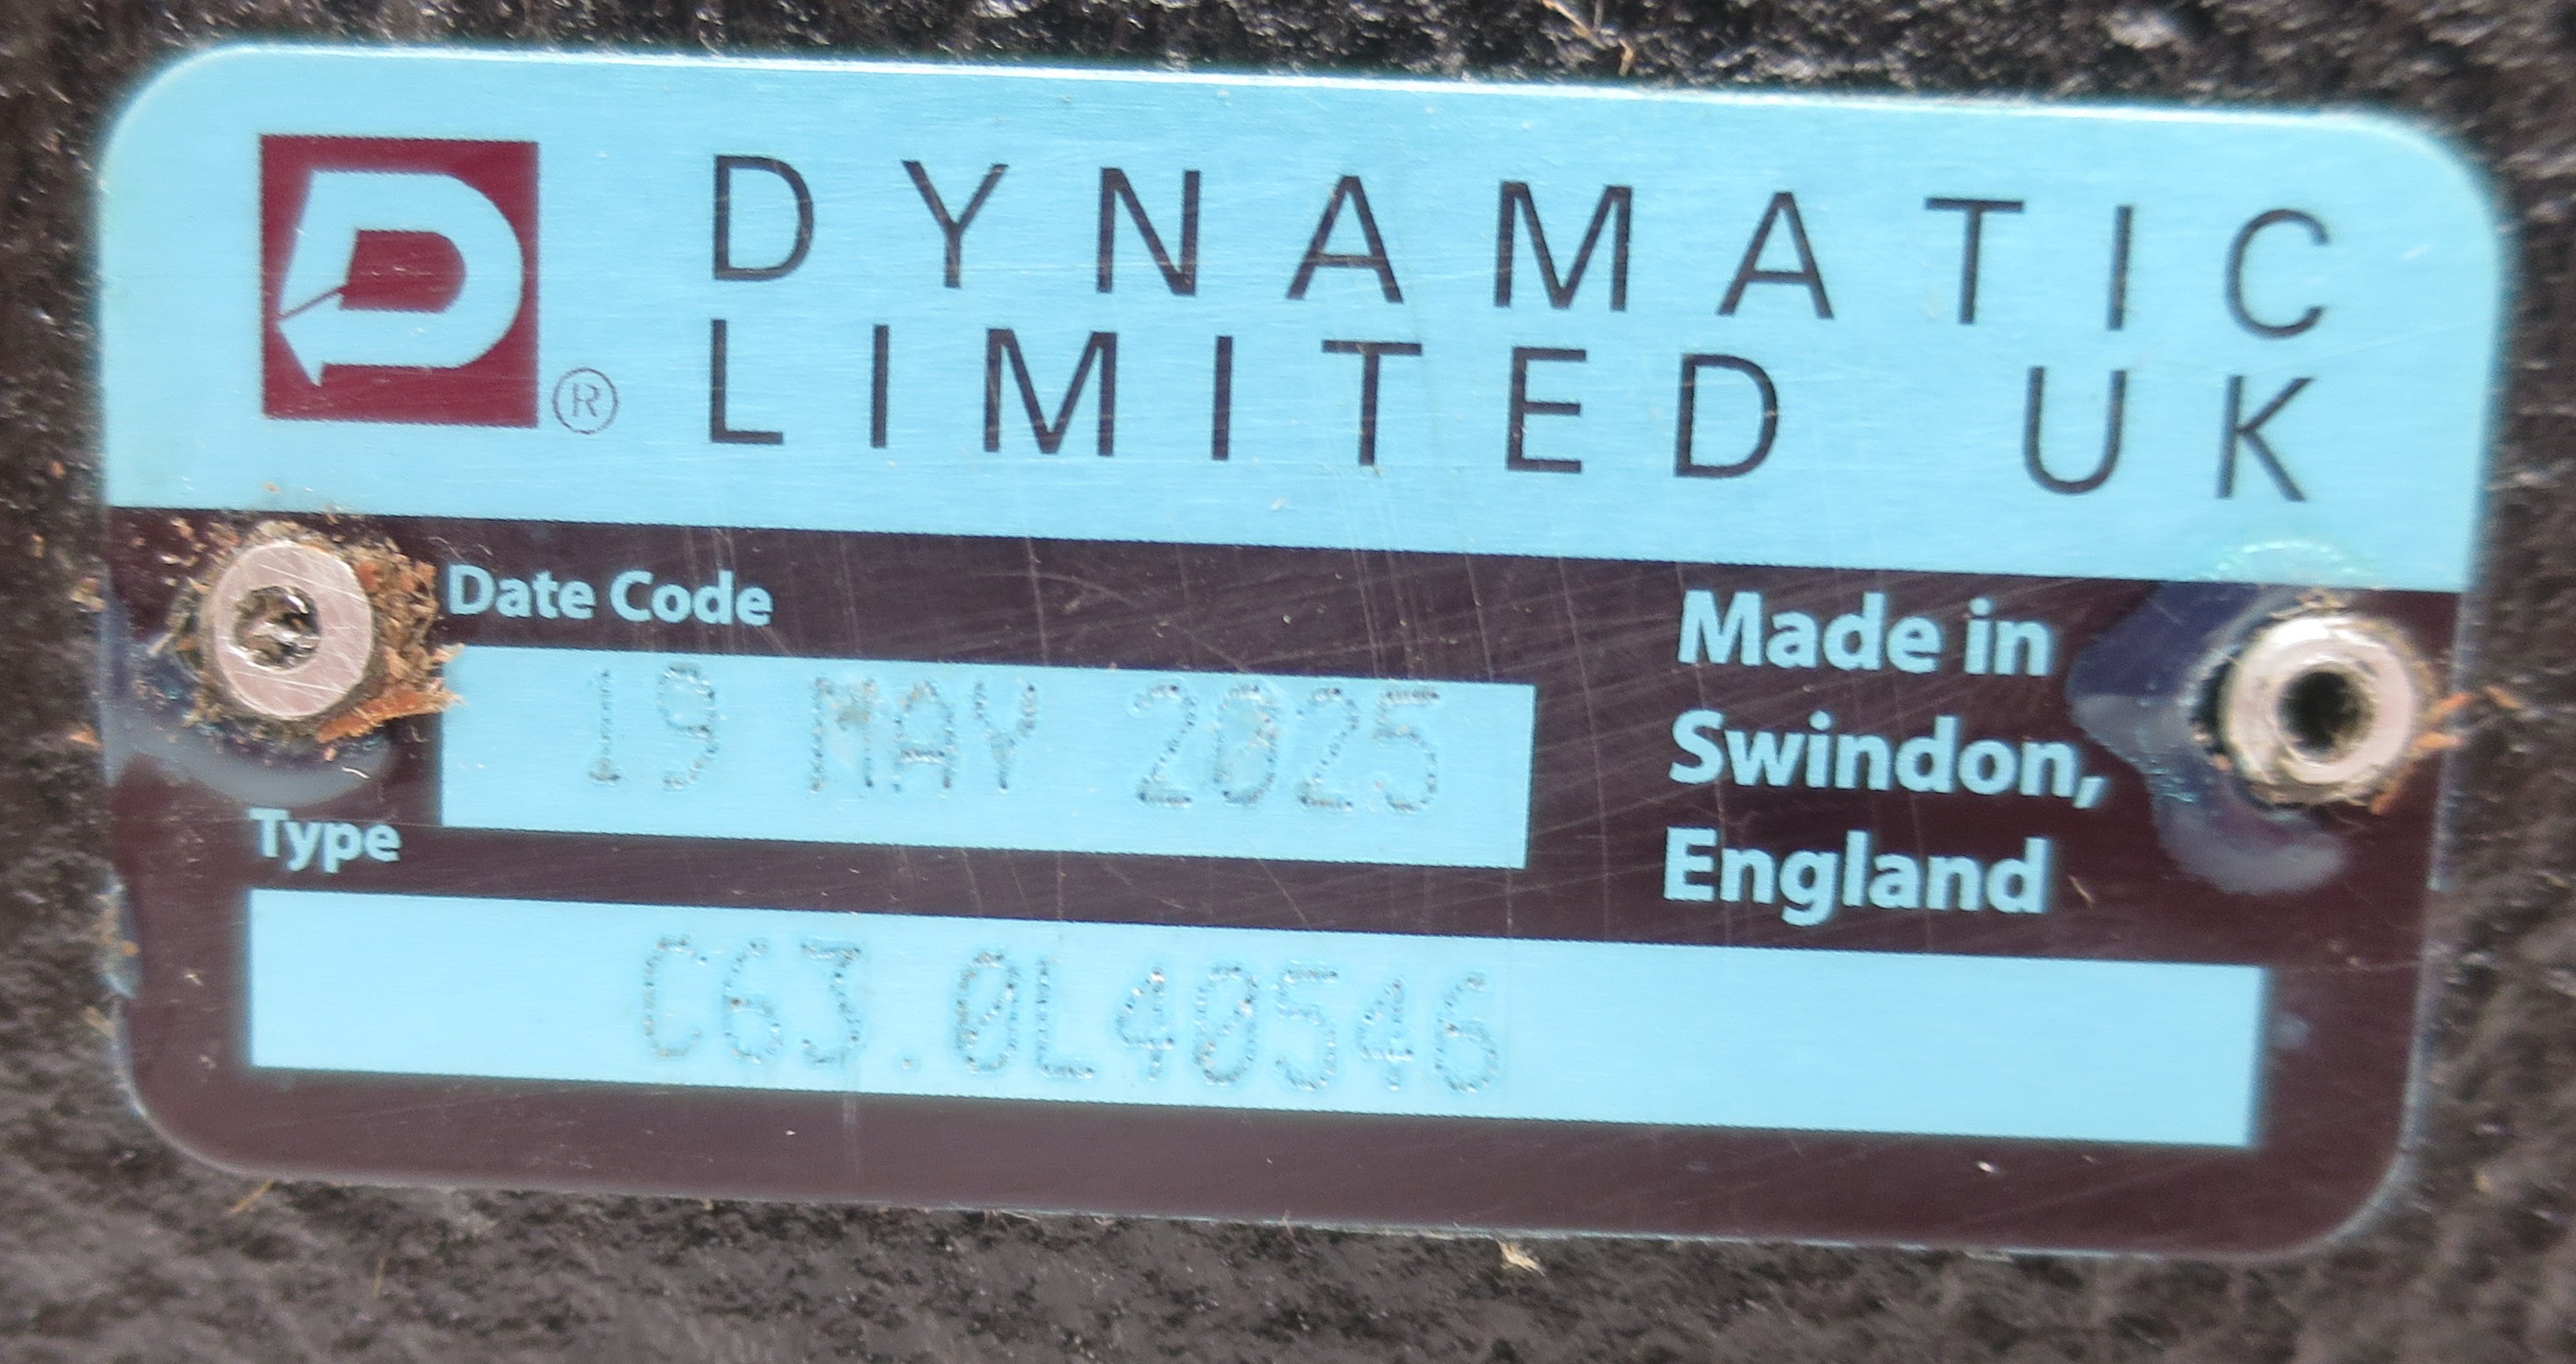 DYNAMATIC
® LIMITED UK
Date Code
19 MAY 2025
Made in
Swindon,
England
Type
C63.0L40546